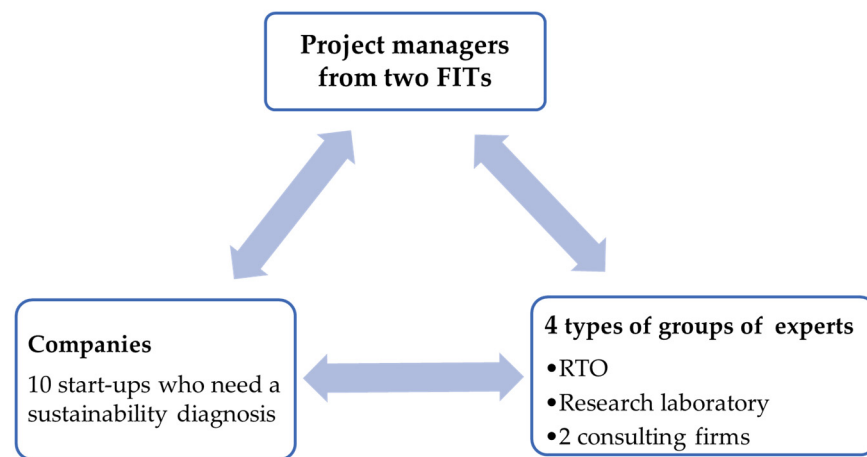 Project managers
from two FITs
Companies
10 start-ups who need a
sustainability diagnosis
4 types of groups of experts
•RTO
•Research laboratory
•2 consulting firms